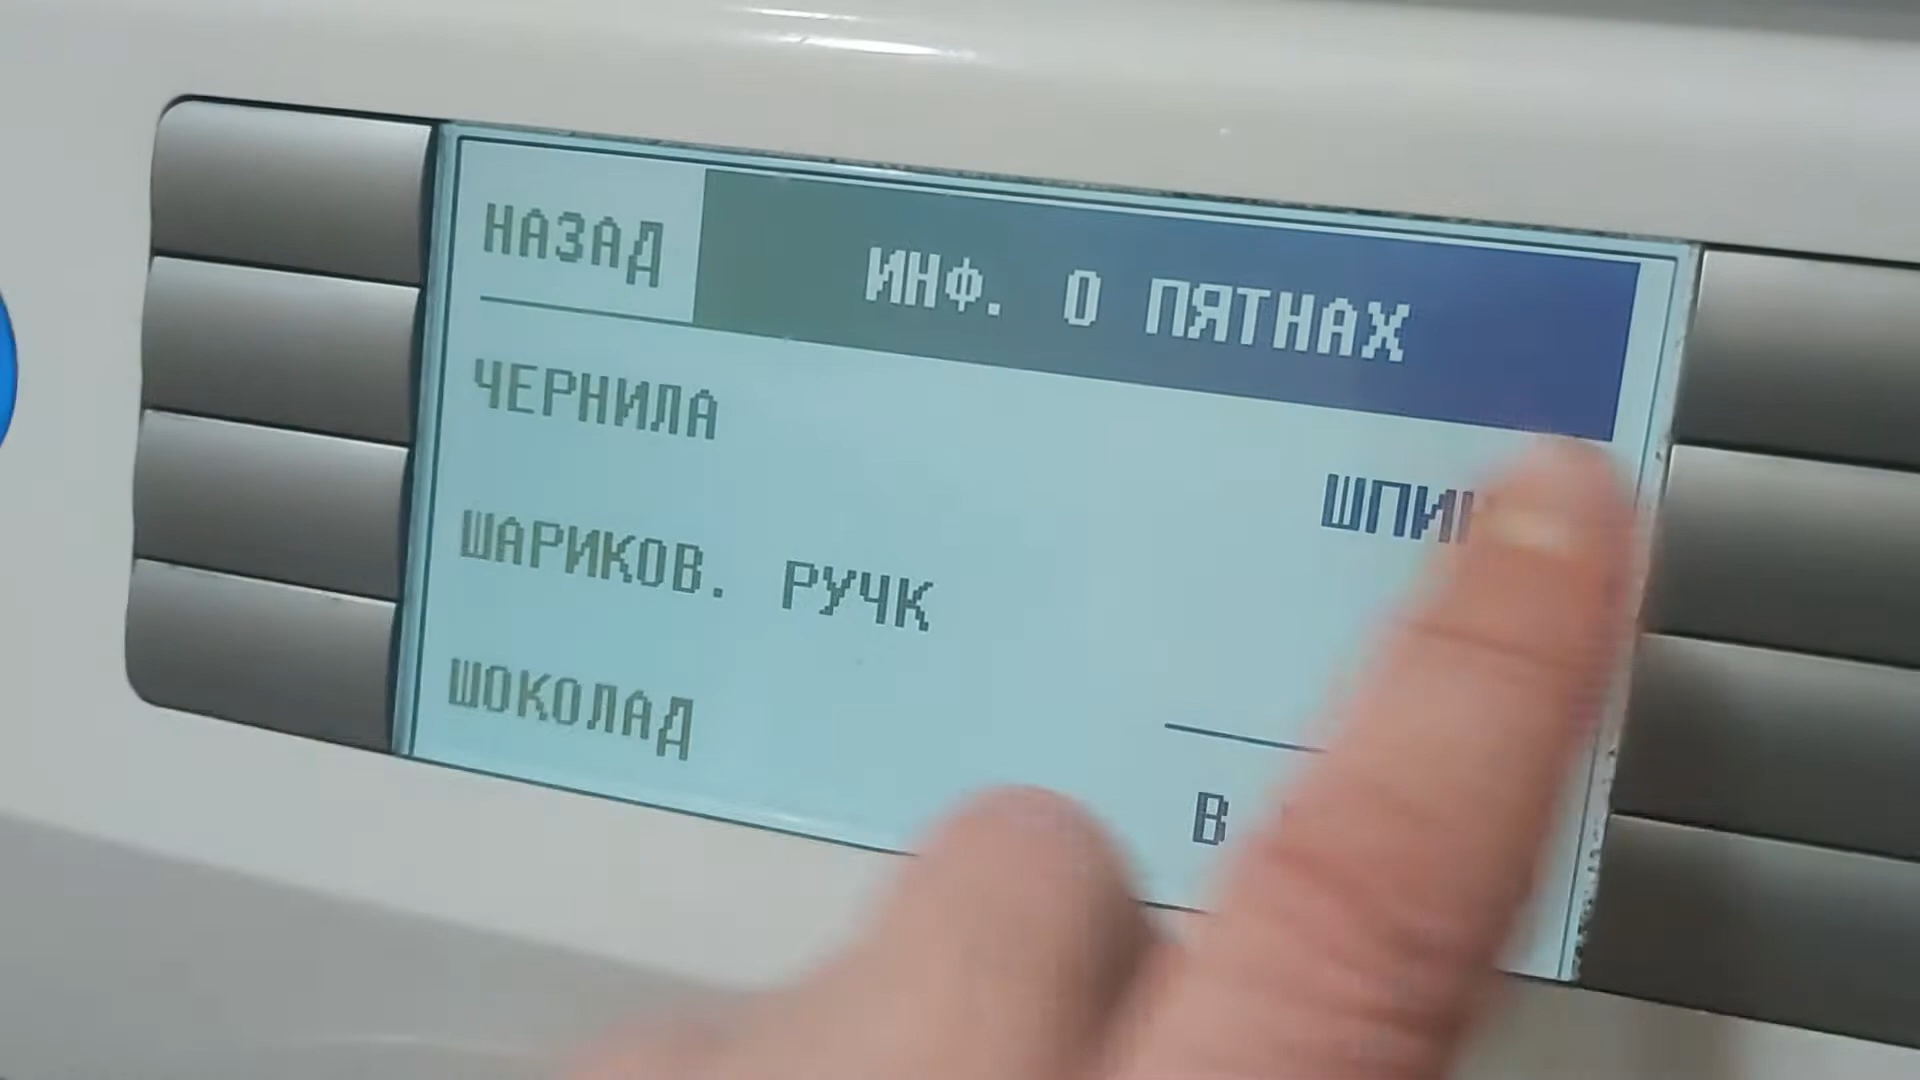 НАЗАД
ИНФ. О ПЯТНАХ
ЧЕРНИЛА
ШАРИКОВ. РУЧК
ШОКОЛАД